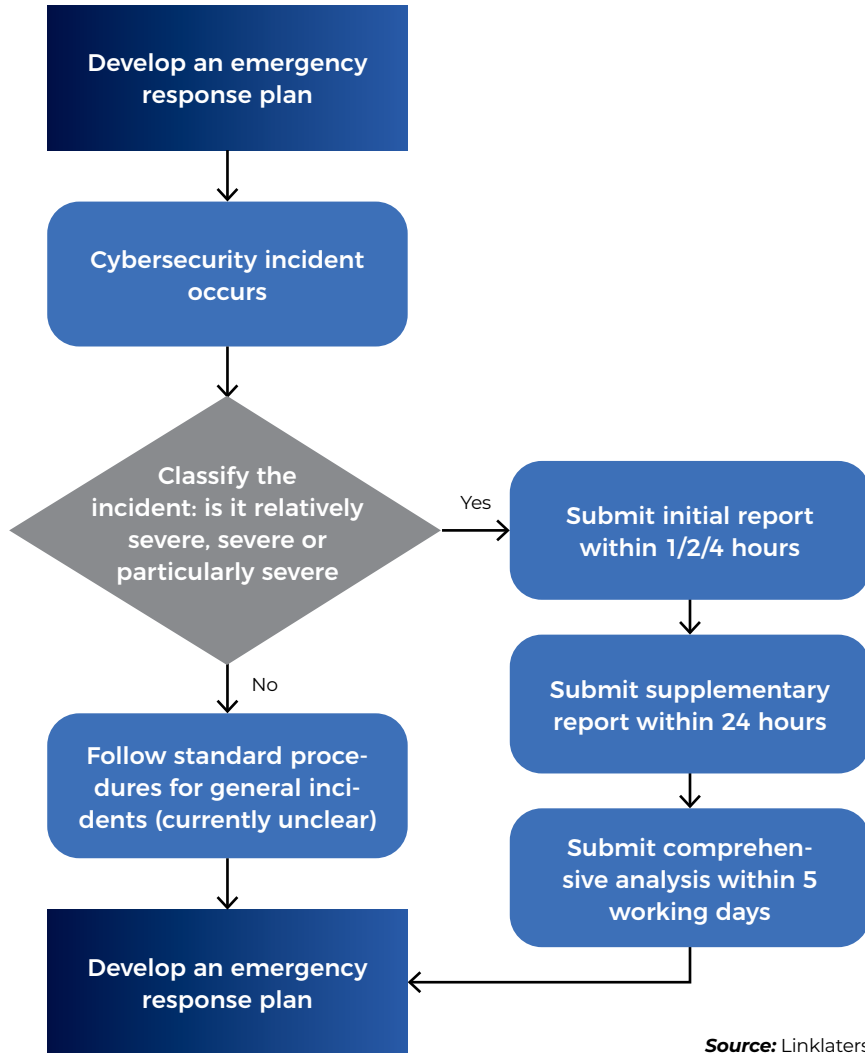 Develop an emergency
response plan
Cybersecurity incident
occurs
Classify the
incident: is it relatively
severe, severe or
particularly severe
Yes
Submit initial report
within 1/2/4 hours
Submit supplementary
report within 24 hours
No
Follow standard proce-
dures for general inci-
dents (currently unclear)
Submit comprehen-
sive analysis within 5
working days
Develop an emergency
response plan
Source: Linklaters